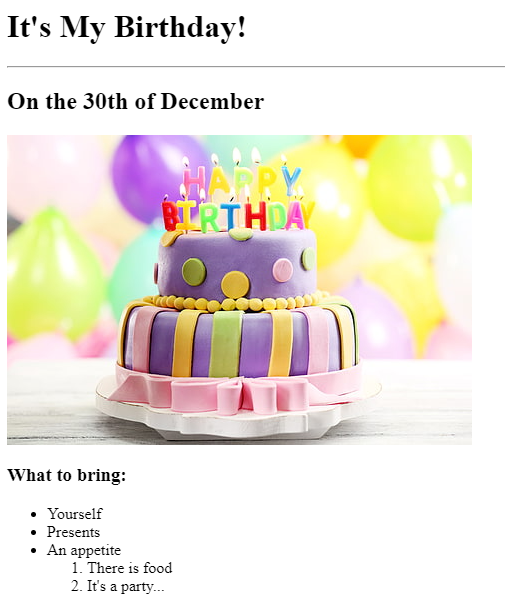 It's My Birthday!
On the 30th of December
HAPPY
BIRTHDAY
What to bring:
Yourself
Presents
An appetite
1. There is food
2. It's a party...